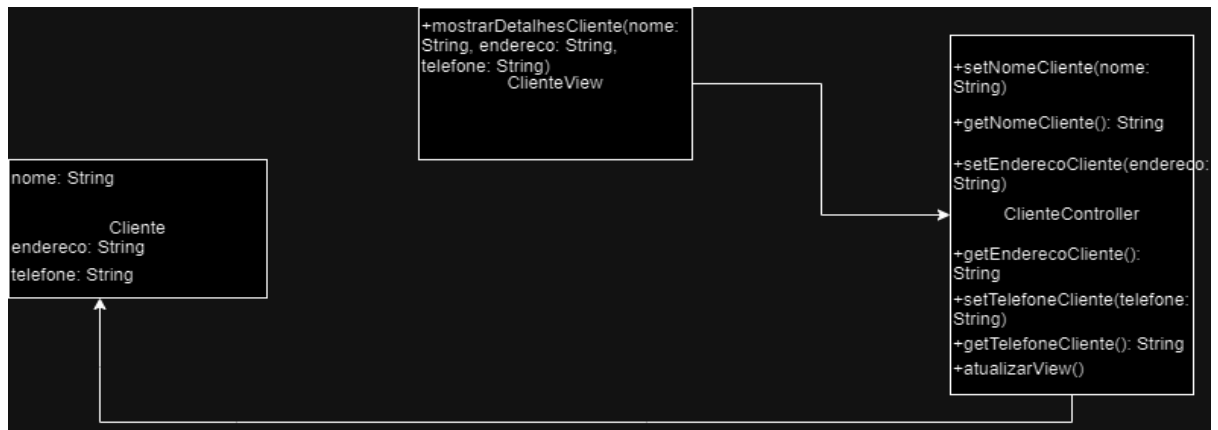 +mostrarDetalhesCliente(nome:
String, endereco: String,
telefone: String)
ClienteView
nome: String
Cliente
endereco: String
telefone: String
+setNomeCliente(nome:
String)
+getNomeCliente(): String
+setEnderecoCliente(endereco:
String)
ClienteController
+getEnderecoCliente():
String
+setTelefoneCliente(telefone:
String)
+getTelefoneCliente(): String
+atualizarView()